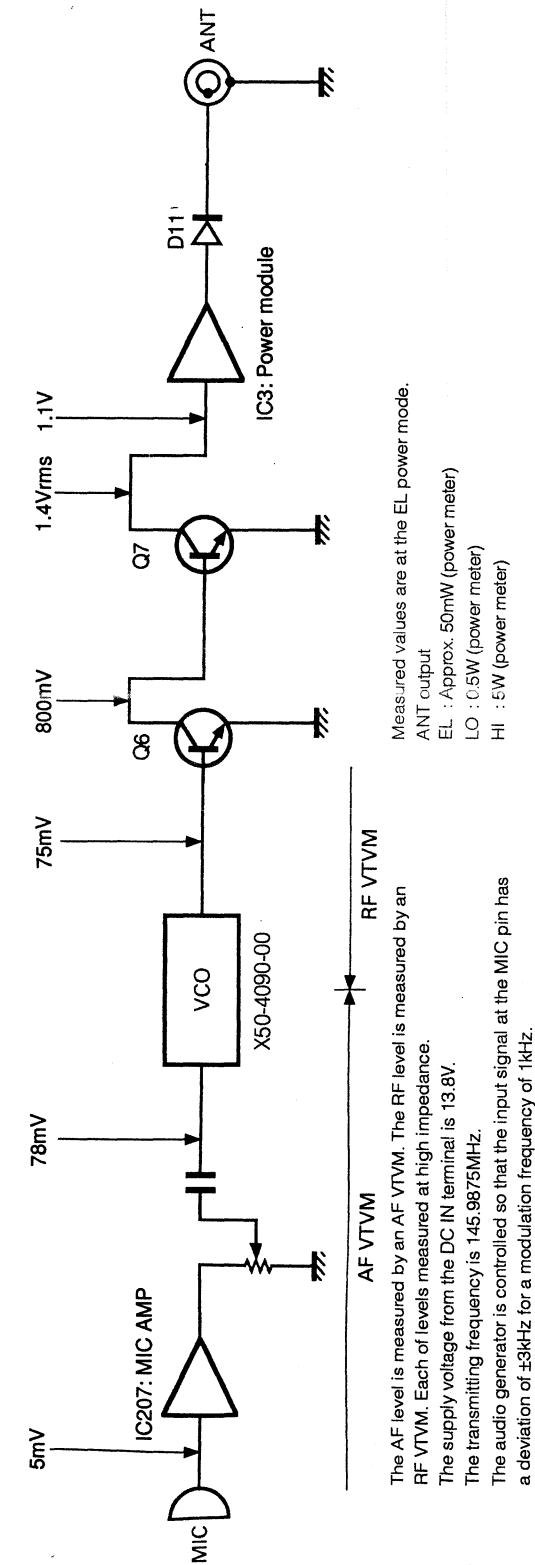 5mV
78mV
75mV
800mV
1.4Vrms
1.1V
MIC
IC207: MIC AMP
VCO
X50-4090-00
Q6
Q7
IC3: Power module
D11
ANT
AF VTVM
RF VTVM
The AF level is measured by an AF VTVM. The RF level is measured by an
RF VTVM. Each of levels measured at high impedance.
The supply voltage from the DC IN terminal is 13.8V.
The transmitting frequency is 145.9875MHz.
The audio generator is controlled so that the input signal at the MIC pin has
a deviation of ±3kHz for a modulation frequency of 1kHz.
Measured values are at the EL power mode.
ANT output
EL : Approx. 50mW (power meter)
LO : 0.5W (power meter)
HI : 5W (power meter)